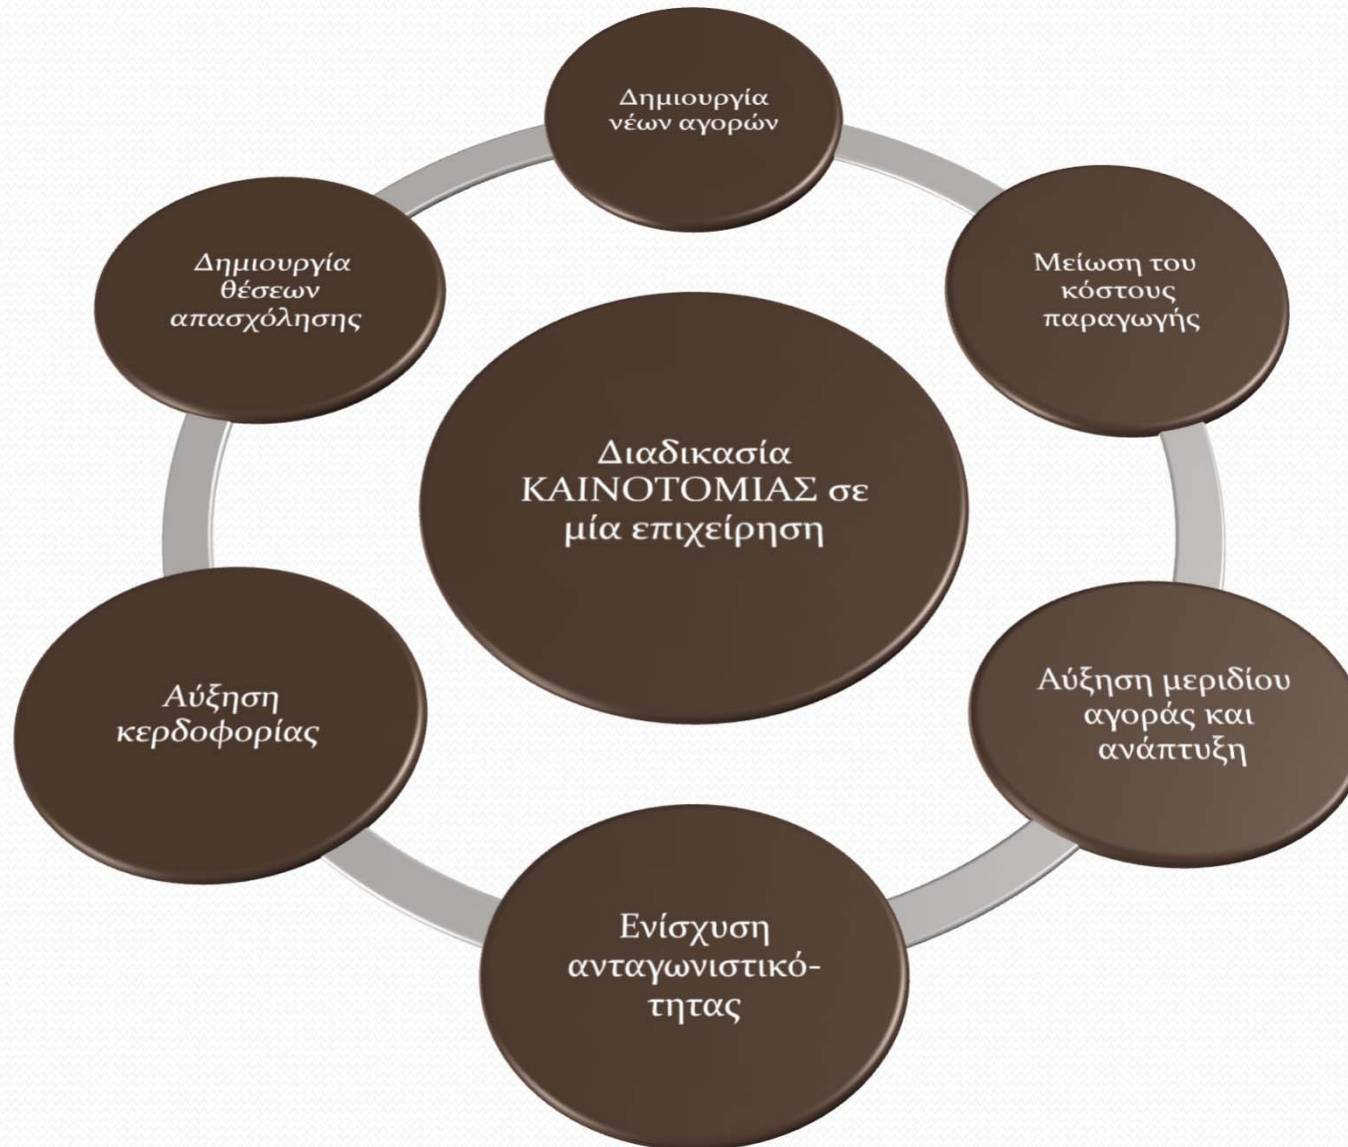 Δημιουργία
νέων αγορών
Μείωση του
κόστους
παραγωγής
Αύξηση μεριδίου
αγοράς και
ανάπτυξη
Ενίσχυση
ανταγωνιστικό-
τητας
Αύξηση
κερδοφορίας
Δημιουργία
θέσεων
απασχόλησης
Διαδικασία
ΚΑΙΝΟΤΟΜΙΑΣ σε
μία επιχείρηση